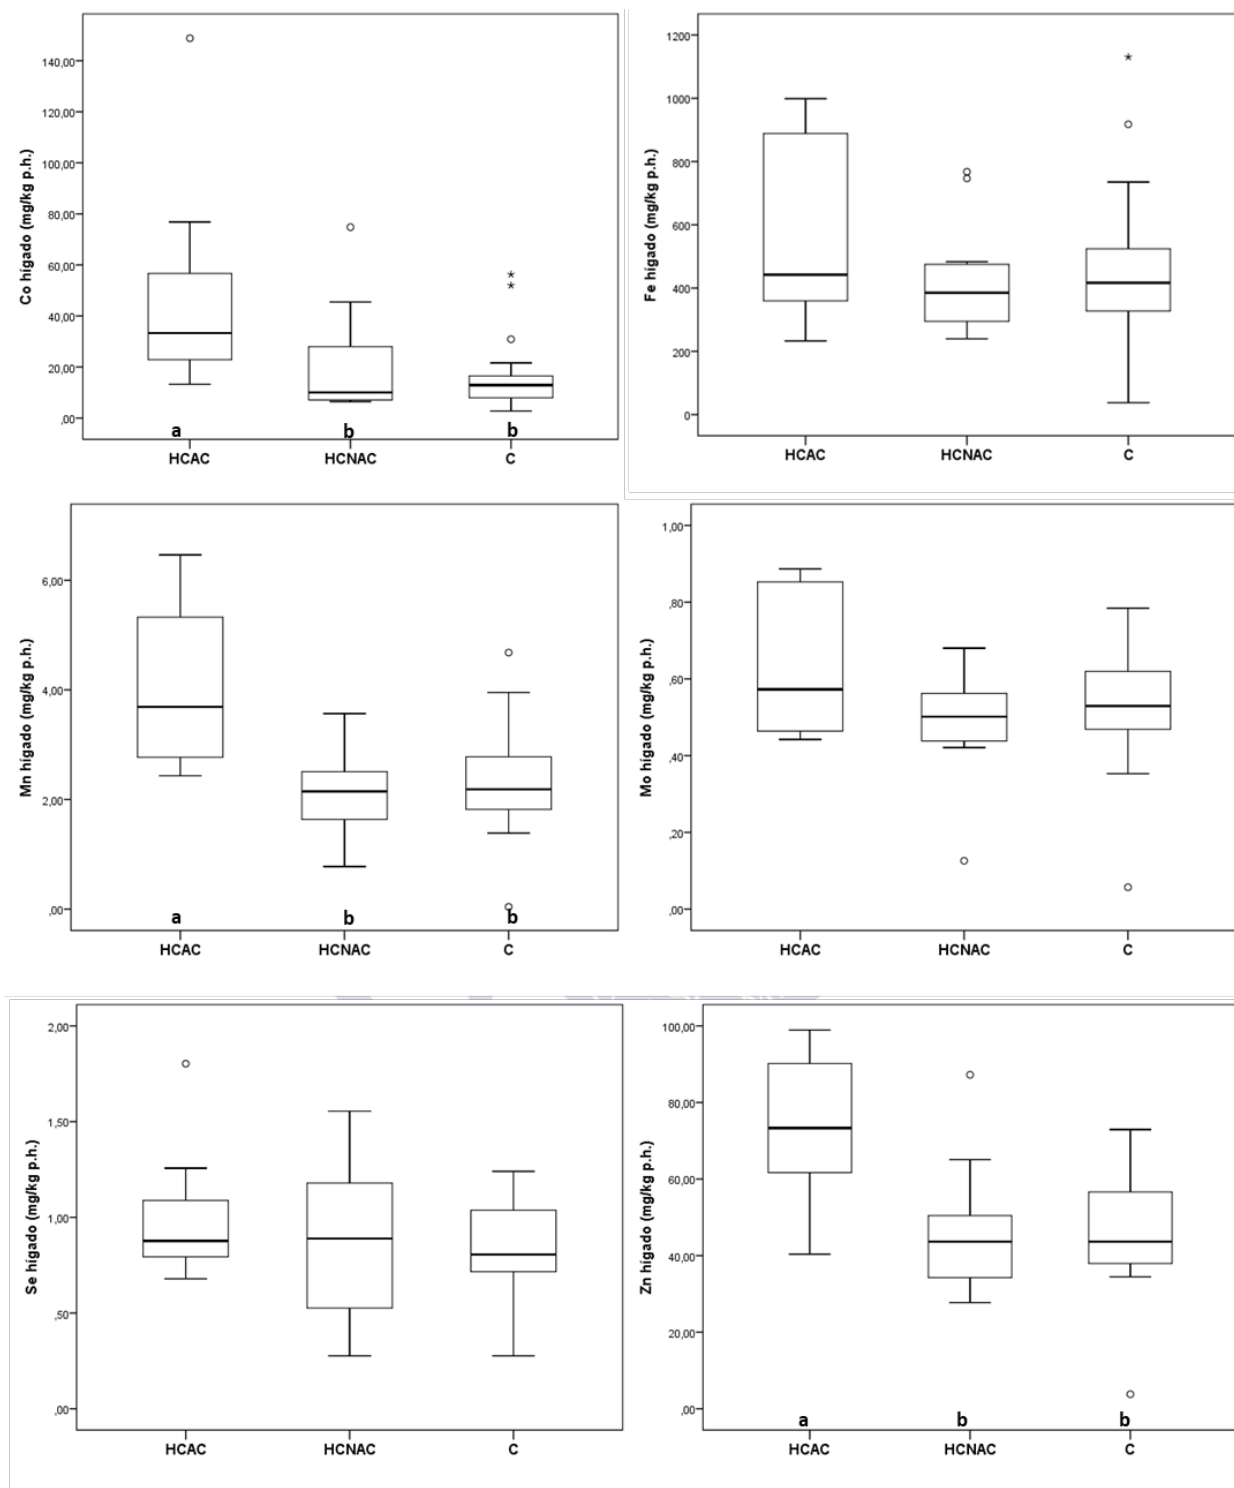 Co hígado (mg/kg p.h.)
140,00
120,00
100,00
80,00
60,00
40,00
20,00
,00
a b b
HCAC HCNAC C
Fe hígado (mg/kg p.h.)
1200
1000
800
600
400
200
0
HCAC HCNAC C
Mn hígado (mg/kg p.h.)
6,00
4,00
2,00
,00
a b b
HCAC HCNAC C
Mo hígado (mg/kg p.h.)
1,00
,80
,60
,40
,20
,00
HCAC HCNAC C
Se hígado (mg/kg p.h.)
2,00
1,50
1,00
,50
,00
HCAC HCNAC C
Zn hígado (mg/kg p.h.)
100,00
80,00
60,00
40,00
20,00
,00
a b b
HCAC HCNAC C